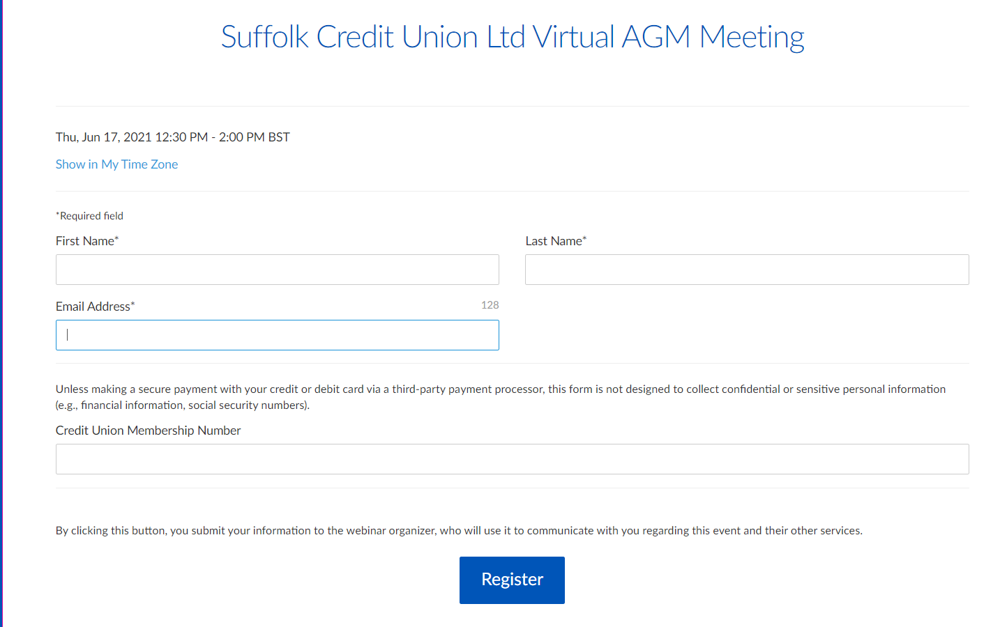 Suffolk Credit Union Ltd Virtual AGM Meeting
Thu, Jun 17, 2021 12:30 PM - 2:00 PM BST
Show in My Time Zone
*Required field
First Name*
Last Name*
Email Address*
128
Unless making a secure payment with your credit or debit card via a third-party payment processor, this form is not designed to collect confidential or sensitive personal information
(e.g., financial information, social security numbers).
Credit Union Membership Number
By clicking this button, you submit your information to the webinar organizer, who will use it to communicate with you regarding this event and their other services.
Register